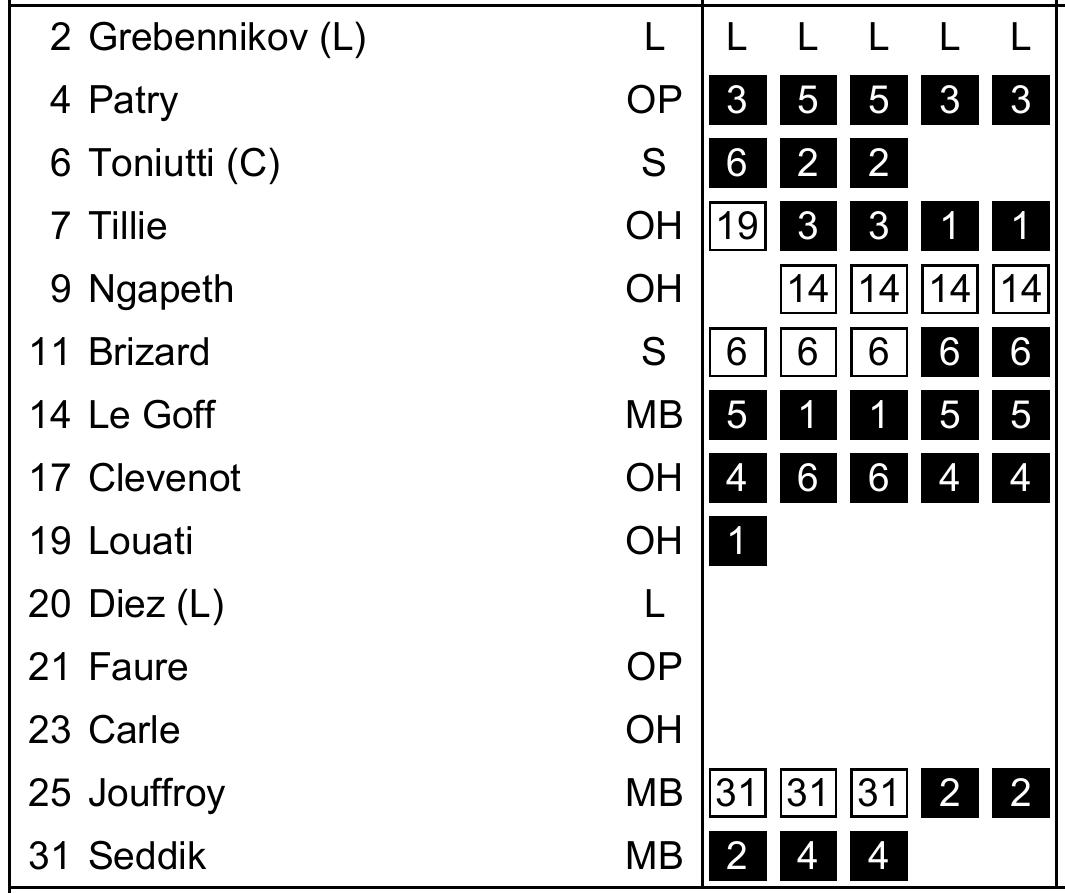 2 Grebennikov (L) L L L L L L
4 Patry OP 3 5 5 3 3
6 Toniutti (C) S 6 2 2
7 Tillie OH 19 3 3 1 1
9 Ngapeth OH 14 14 14 14
11 Brizard S 6 6 6 6 6
14 Le Goff MB 5 1 1 5 5
17 Clevenot OH 4 6 6 4 4
19 Louati OH 1
20 Diez (L) L
21 Faure OP
23 Carle OH
25 Jouffroy MB 31 31 31 2 2
31 Seddik MB 2 4 4